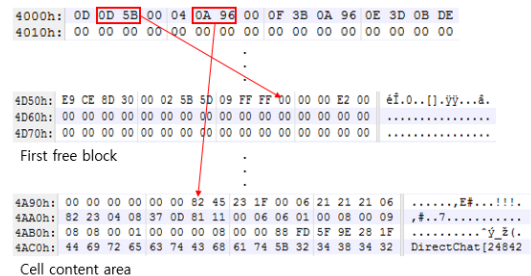 4000h: 0D 0D 5B 00 04 0A 96 00 0F 3B 0A 96 0E 3D 0B DE
4010h: 00 00 00 00 00 00 00 00 00 00 00 00 00 00 00 00
.
.
.
4D50h: E9 CE 8D 30 00 02 5B 5D 09 FF FF 00 00 00 E2 00 éÎ.0..[].ÿÿ...â.
4D60h: 00 00 00 00 00 00 00 00 00 00 00 00 00 00 00 00 ................
4D70h: 00 00 00 00 00 00 00 00 00 00 00 00 00 00 00 00 ................
First free block
.
.
.
4A90h: 00 00 00 00 00 00 82 45 23 1F 00 06 21 21 21 06 ......‚E#...!!!.
4AA0h: 82 23 04 08 37 0D 81 11 00 06 06 01 00 08 00 09 ‚#..7...........
4AB0h: 08 08 00 01 00 00 00 08 00 00 88 FD 5F 9E 28 1F ..........ˆý_ž(.
4AC0h: 44 69 72 65 63 74 43 68 61 74 5B 32 34 38 34 32 DirectChat[24842
Cell content area